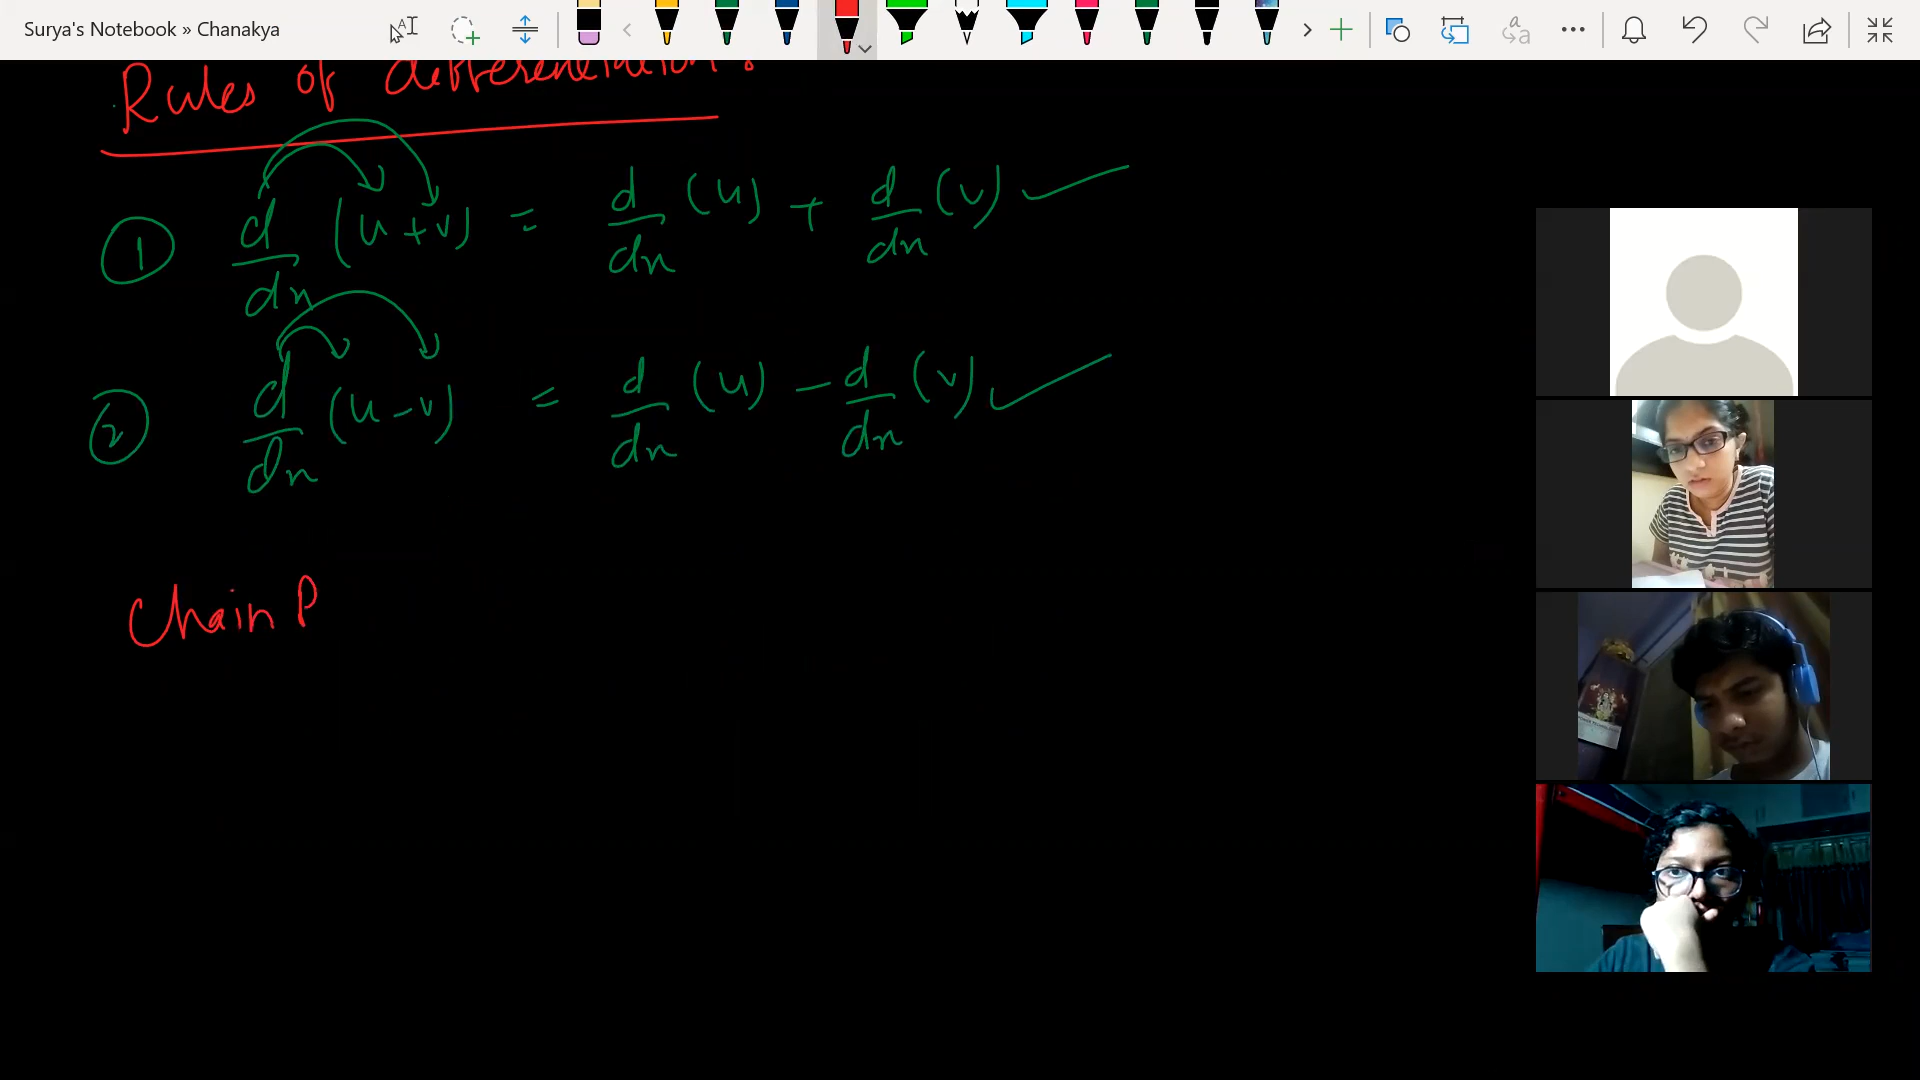 Surya's Notebook » Chanakya
Rules of differentiation :
① d/dx (u+v) = d/dx (u) + d/dx (v) ✓
② d/dx (u-v) = d/dx (u) - d/dx (v) ✓
Chain P